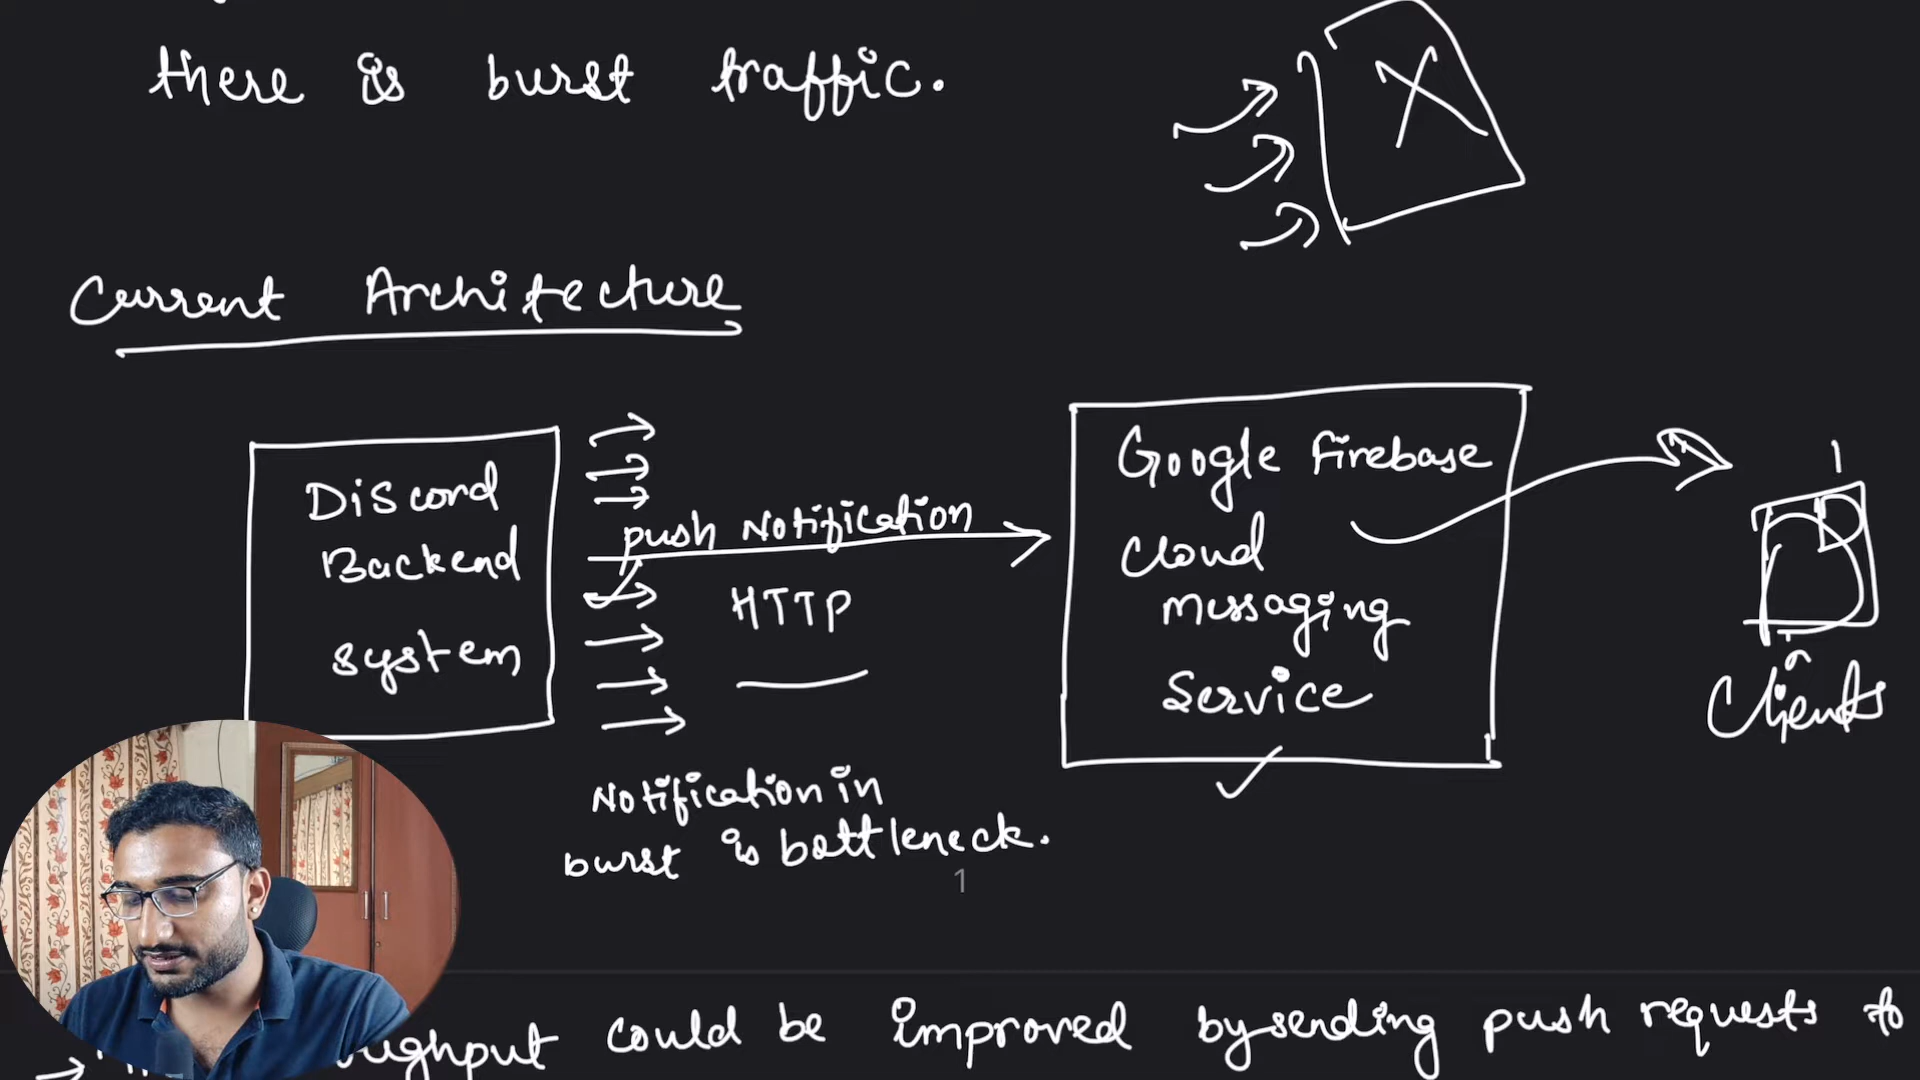 there is burst traffic.
Current Architecture
Discord
Backend
system
push Notification
HTTP
Google Firebase
Cloud
Messaging
Service
Clients
Notification in
burst is bottleneck.
1
could be improved by sending push requests to